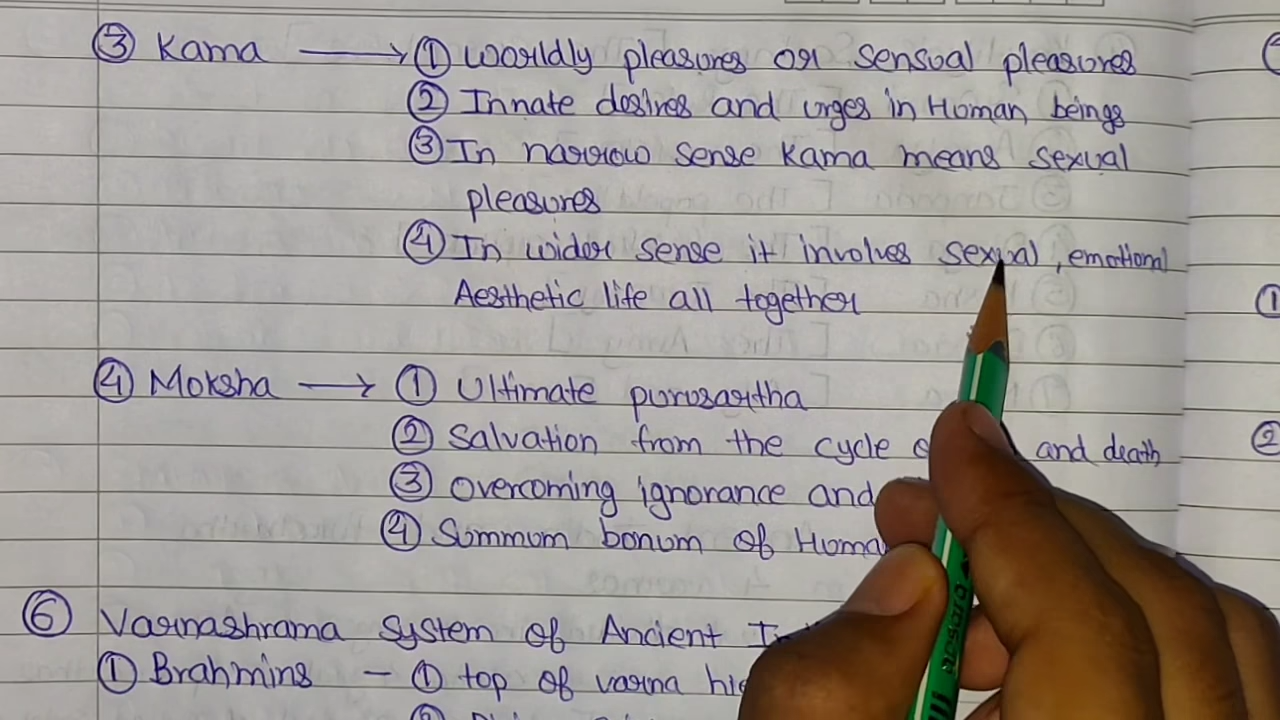 ③ Kama → ① Worldly pleasures or sensual pleasures
② Innate desires and urges in Human beings
③ In narrow sense Kama means sexual
pleasures
④ In wider sense it involves sexual, emotional
Aesthetic life all together
④ Moksha → ① Ultimate purusartha
② Salvation from the cycle and death
③ Overcoming ignorance and
④ Summum bonum of
⑥ Varnashrama system of Ancient
① Brahmins - ① top of varna
②
①
②